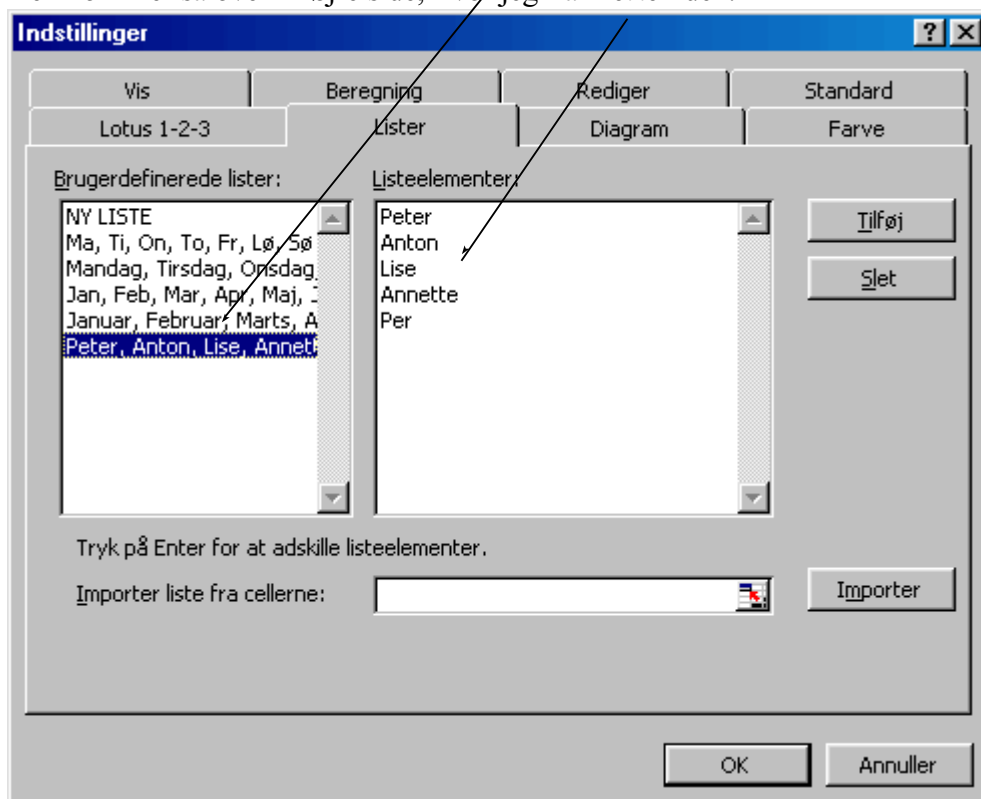 Indstillinger
Vis Beregning Rediger Standard
Lotus 1-2-3 Lister Diagram Farve
Brugerdefinerede lister: Listeelementer:
NY LISTE
Ma, Ti, On, To, Fr, Lø, Sø
Mandag, Tirsdag, Onsdag,
Jan, Feb, Mar, Apr, Maj, J
Januar, Februar, Marts, A
Peter, Anton, Lise, Annett
Peter
Anton
Lise
Annette
Per
Tilføj
Slet
Tryk på Enter for at adskille listeelementer.
Importer liste fra cellerne: Importer
OK Annuller